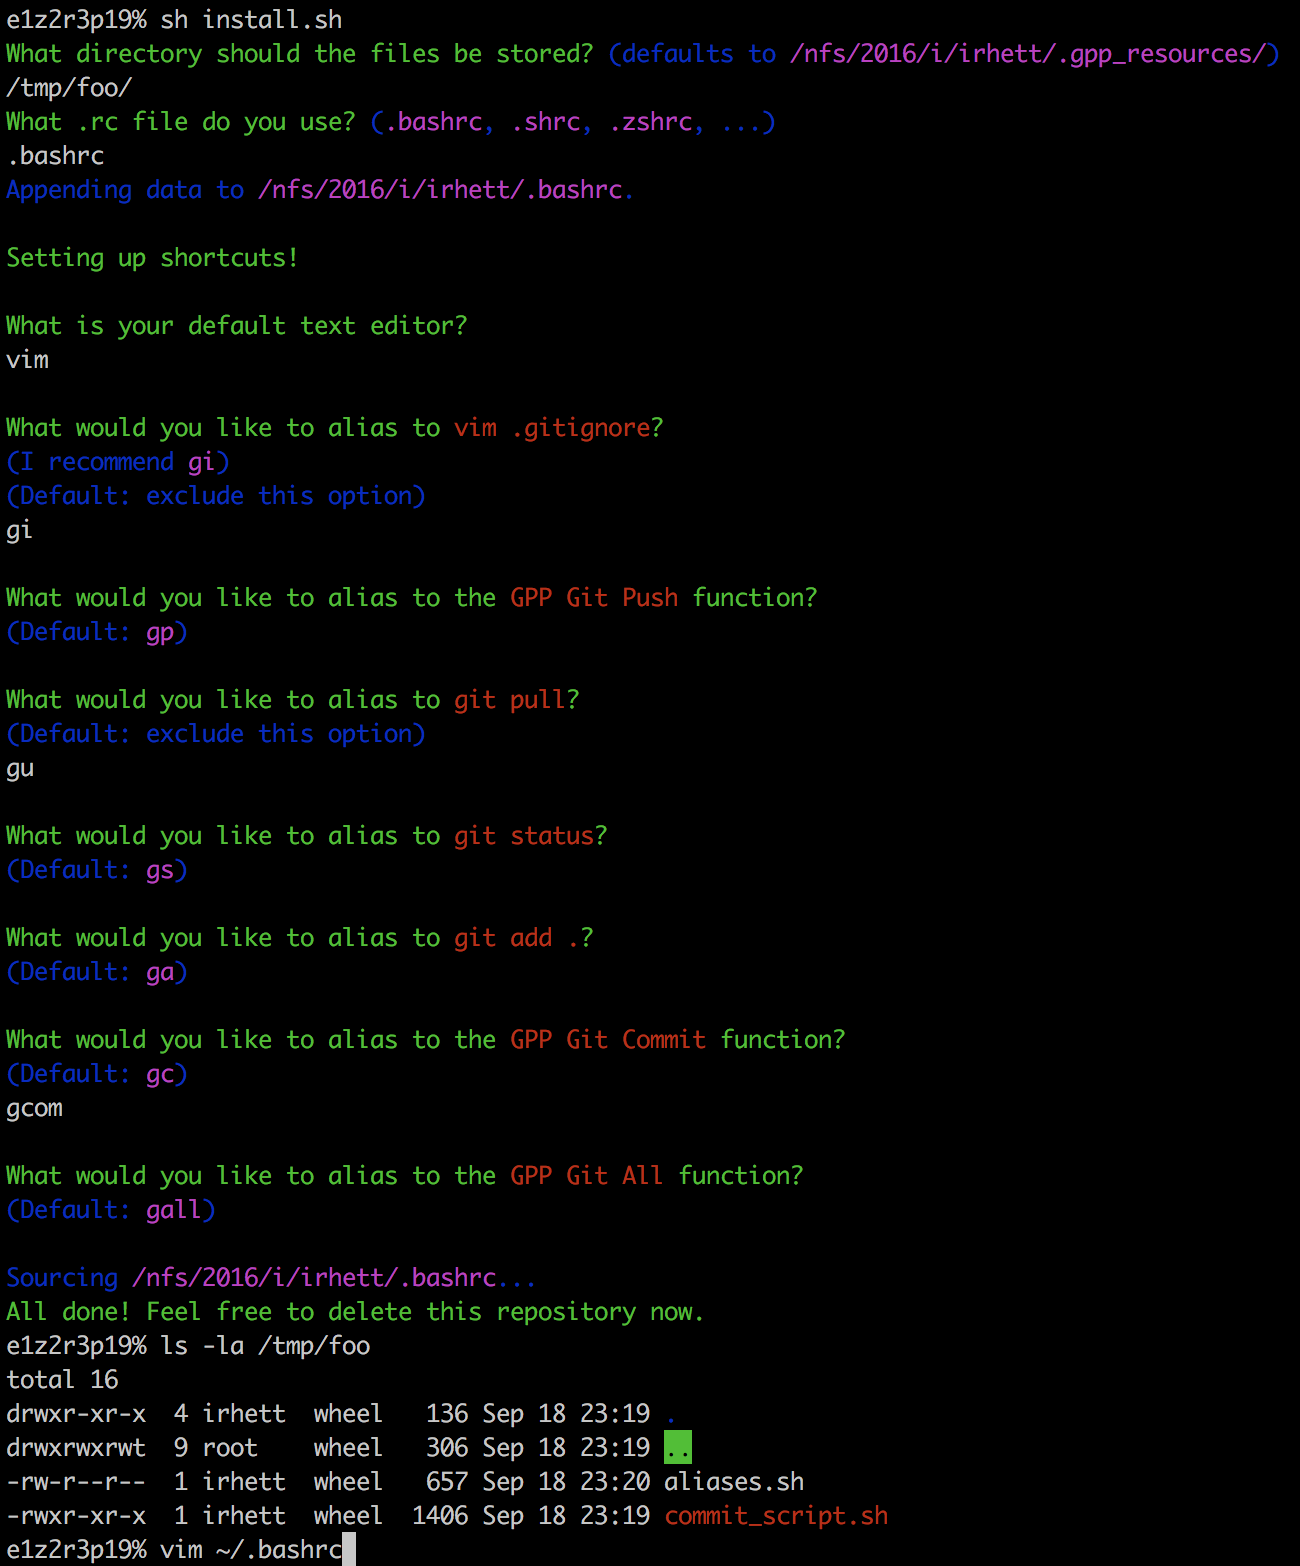 e1z2r3p19% sh install.sh
What directory should the files be stored? (defaults to /nfs/2016/i/irhett/.gpp_resources/)
/tmp/foo/
What .rc file do you use? (.bashrc, .shrc, .zshrc, ...)
.bashrc
Appending data to /nfs/2016/i/irhett/.bashrc.
Setting up shortcuts!
What is your default text editor?
vim
What would you like to alias to vim .gitignore?
(I recommend gi)
(Default: exclude this option)
gi
What would you like to alias to the GPP Git Push function?
(Default: gp)
What would you like to alias to git pull?
(Default: exclude this option)
gu
What would you like to alias to git status?
(Default: gs)
What would you like to alias to git add .?
(Default: ga)
What would you like to alias to the GPP Git Commit function?
(Default: gc)
gcom
What would you like to alias to the GPP Git All function?
(Default: gall)
Sourcing /nfs/2016/i/irhett/.bashrc...
All done! Feel free to delete this repository now.
e1z2r3p19% ls -la /tmp/foo
total 16
drwxr-xr-x  4 irhett  wheel   136 Sep 18 23:19 .
drwxrwxrwt  9 root    wheel   306 Sep 18 23:19 ..
-rw-r--r--  1 irhett  wheel   657 Sep 18 23:20 aliases.sh
-rwxr-xr-x  1 irhett  wheel  1406 Sep 18 23:19 commit_script.sh
e1z2r3p19% vim ~/.bashrc